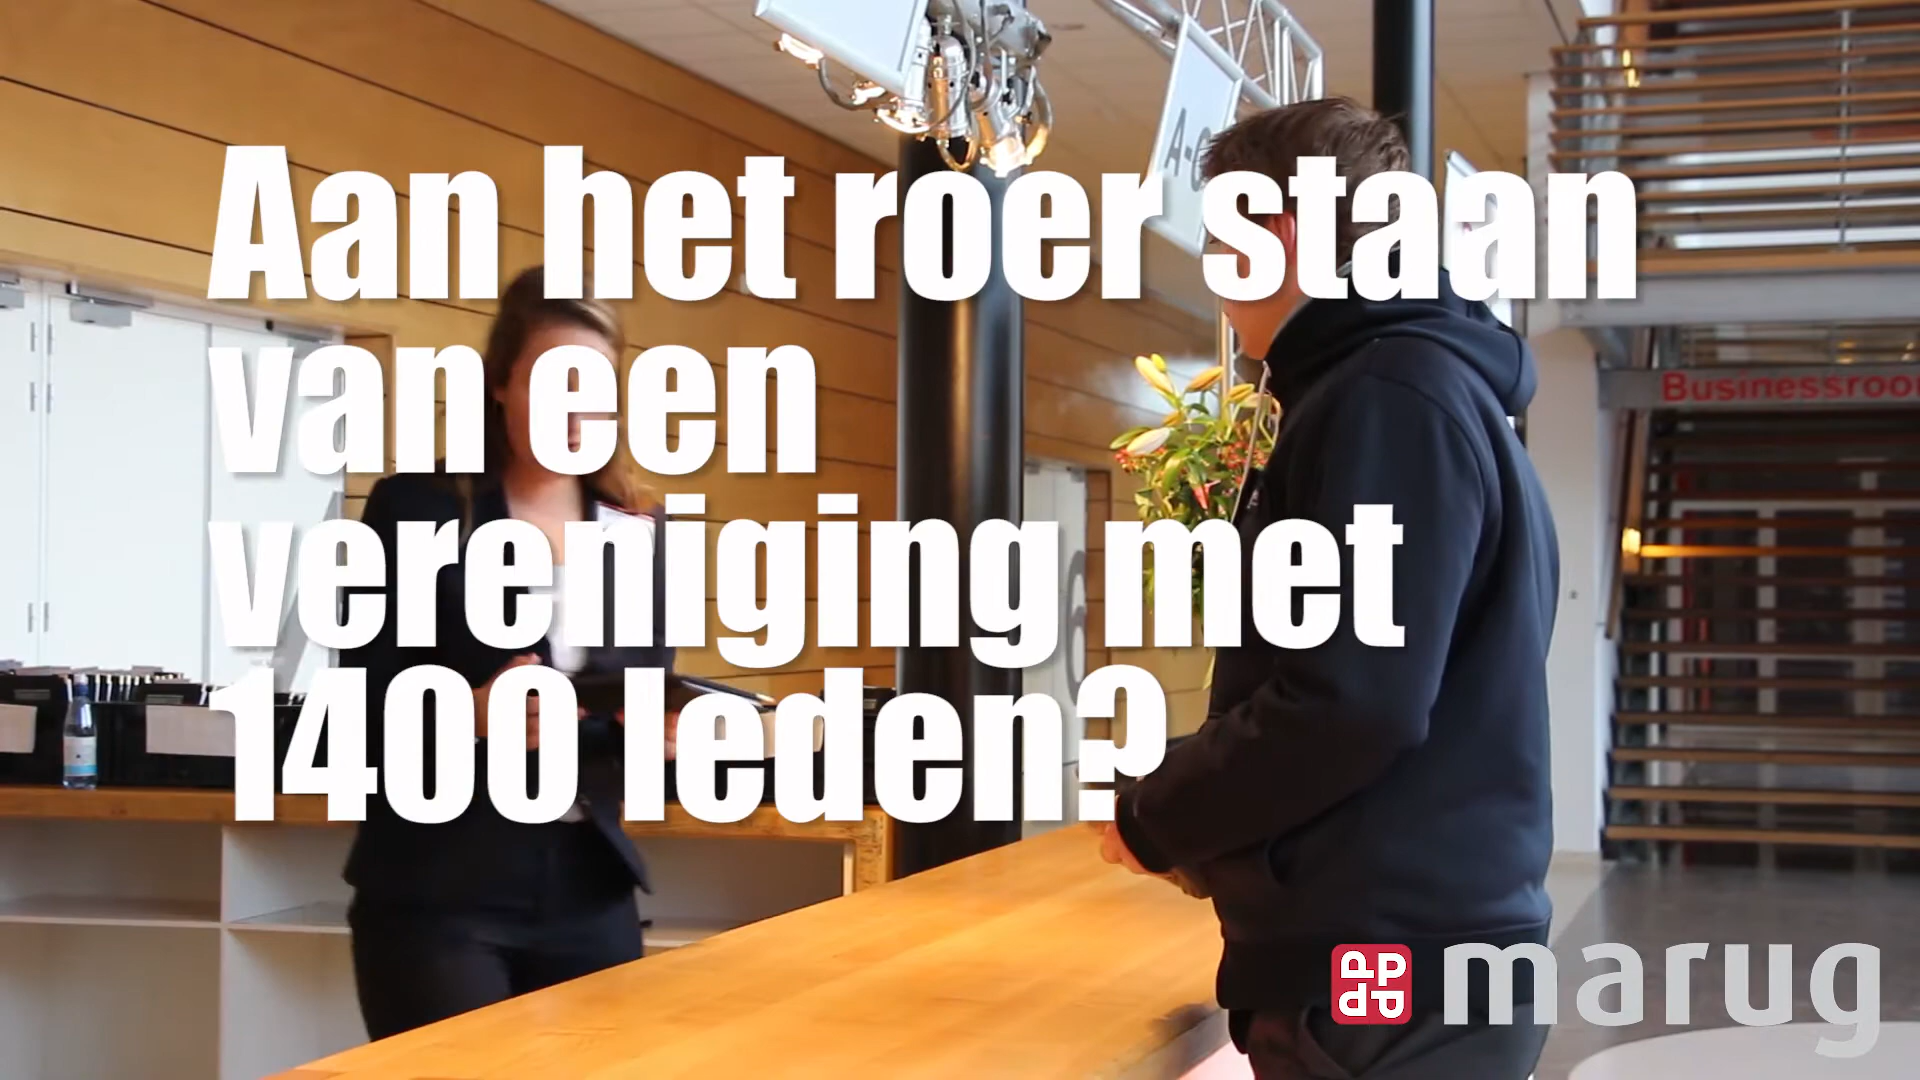 Aan het roer staan
van een
vereniging met
1400 leden?
Businessroo
marug